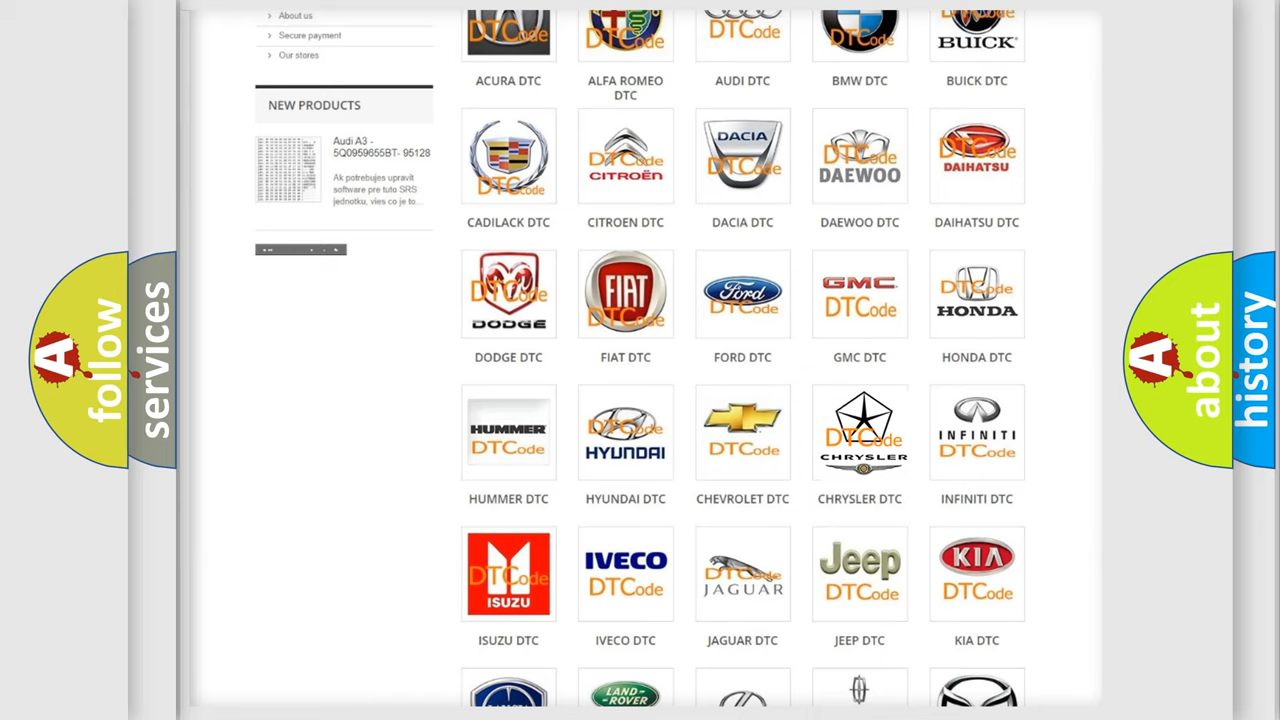 About us
Secure payment
Our stores
NEW PRODUCTS
Audi A3 -
5Q0959655BT- 95128
Ak potrebujes upravit
software pre tuto SRS
jednotku, vies co je to...
DTCode
DTCode
DTCode
DTCode
BUICK
ACURA DTC
ALFA ROMEO
DTC
AUDI DTC
BMW DTC
BUICK DTC
DTCode
DTCode
CITROËN
DACIA
DTCode
DTCode
DAEWOO
DTCode
DAIHATSU
CADILACK DTC
CITROEN DTC
DACIA DTC
DAEWOO DTC
DAIHATSU DTC
DTCode
DODGE
FIAT
DTCode
Ford
DTCode
GMC
DTCode
DTCode
HONDA
DODGE DTC
FIAT DTC
FORD DTC
GMC DTC
HONDA DTC
HUMMER
DTCode
DTCode
HYUNDAI
DTCode
DTCode
CHRYSLER
INFINITI
DTCode
HUMMER DTC
HYUNDAI DTC
CHEVROLET DTC
CHRYSLER DTC
INFINITI DTC
DTCode
ISUZU
IVECO
DTCode
DTCode
JAGUAR
Jeep
DTCode
KIA
DTCode
ISUZU DTC
IVECO DTC
JAGUAR DTC
JEEP DTC
KIA DTC
LAND-
ROVER
A
follow
services
A
about
history